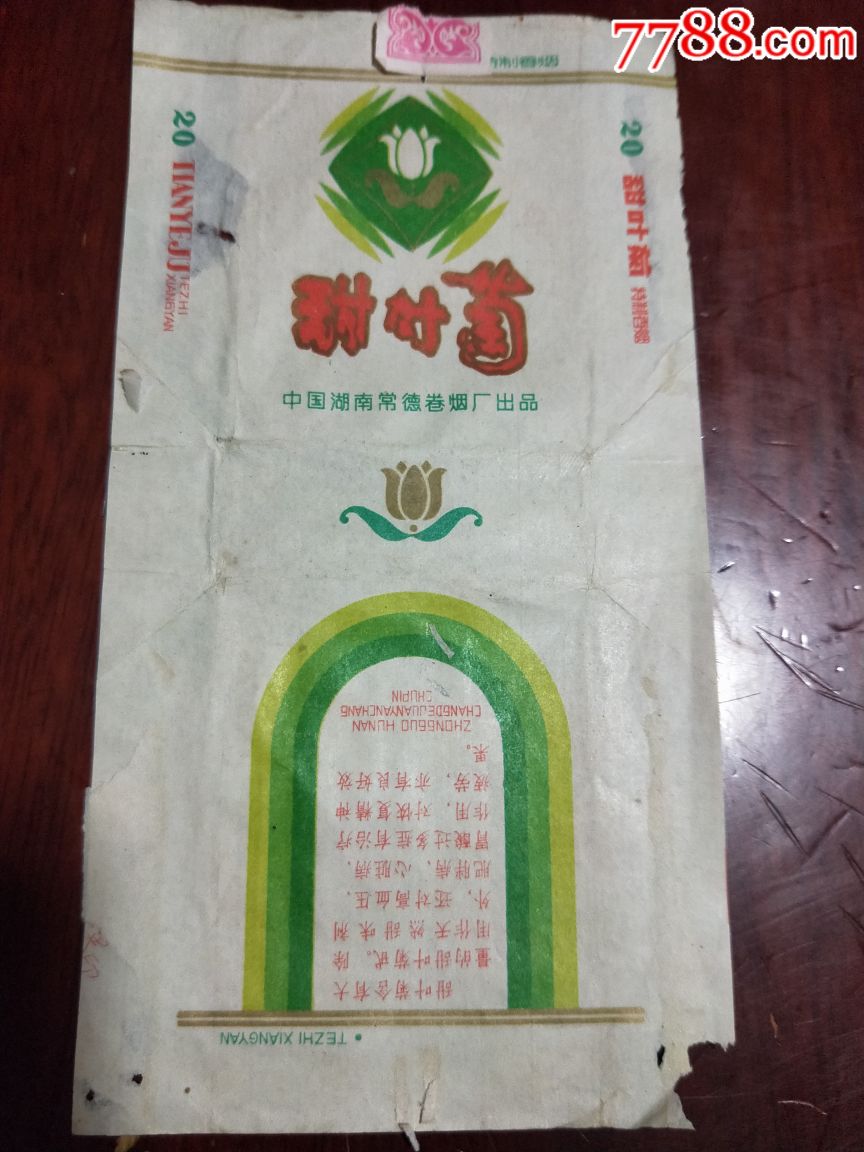 7788.com
20 TIANYEJU TEZHI
XIANGYAN
20 甜叶菊 特制香烟
甜叶菊
中国湖南常德卷烟厂出品
• TEZHI XIANGYAN
甜叶菊含有大
量的甜叶菊甙。除
用作天然甜味剂
外，还对高血压、
肥胖病、心脏病、
胃酸过多症有治疗
作用，对恢复精神
疲劳，亦有良好效
果。
ZHONGGUO HUNAN
CHANGDEJUANYANCHANG
CHUPIN